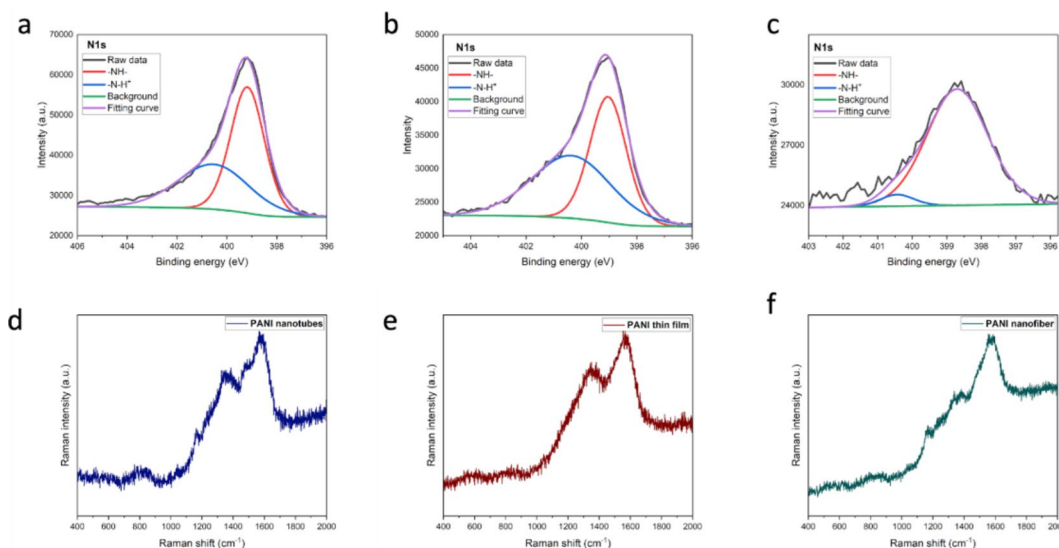 a
N1s
Raw data
-NH-
-N-H⁺
Background
Fitting curve
Intensity (a.u.)
70000
60000
50000
40000
30000
20000
406 404 402 400 398 396
Binding energy (eV)
b
N1s
Raw data
-NH-
-N-H⁺
Background
Fitting curve
Intensity (a.u.)
50000
45000
40000
35000
30000
25000
20000
404 402 400 398 396
Binding energy (eV)
c
N1s
Raw data
-NH-
-N-H⁺
Background
Fitting curve
Intensity (a.u.)
30000
27000
24000
403 402 401 400 399 398 397 396
Binding energy (eV)
d
PANI nanotubes
Raman intensity (a.u.)
400 600 800 1000 1200 1400 1600 1800 2000
Raman shift (cm⁻¹)
e
PANI thin film
Raman intensity (a.u.)
400 600 800 1000 1200 1400 1600 1800 2000
Raman shift (cm⁻¹)
f
PANI nanofiber
Raman intensity (a.u.)
400 600 800 1000 1200 1400 1600 1800 2000
Raman shift (cm⁻¹)